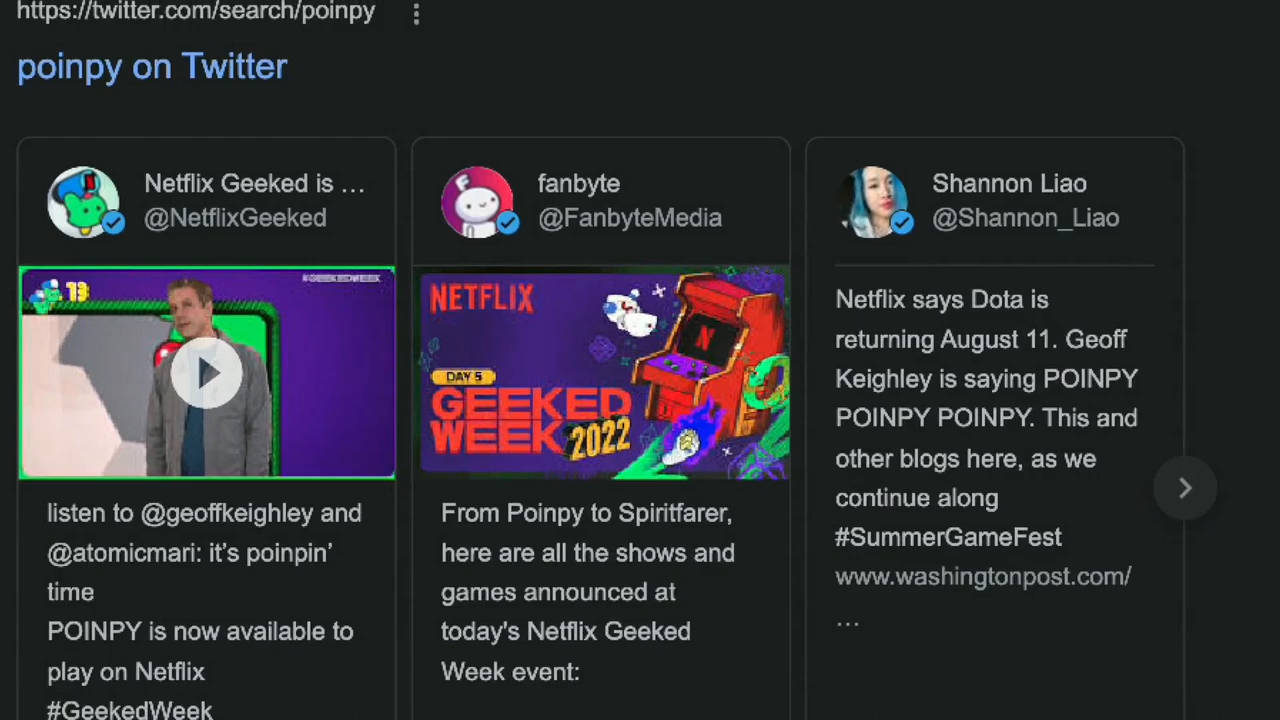 https://twitter.com/search/poinpy
poinpy on Twitter
Netflix Geeked is ...
@NetflixGeeked
#GEEKEDWEEK
13
listen to @geoffkeighley and
@atomicmari: it’s poinpin’
time
POINPY is now available to
play on Netflix
#GeekedWeek
fanbyte
@FanbyteMedia
NETFLIX
N
DAY 5
GEEKED
WEEK 2022
From Poinpy to Spiritfarer,
here are all the shows and
games announced at
today's Netflix Geeked
Week event:
Shannon Liao
@Shannon_Liao
Netflix says Dota is
returning August 11. Geoff
Keighley is saying POINPY
POINPY POINPY. This and
other blogs here, as we
continue along
#SummerGameFest
www.washingtonpost.com/
...